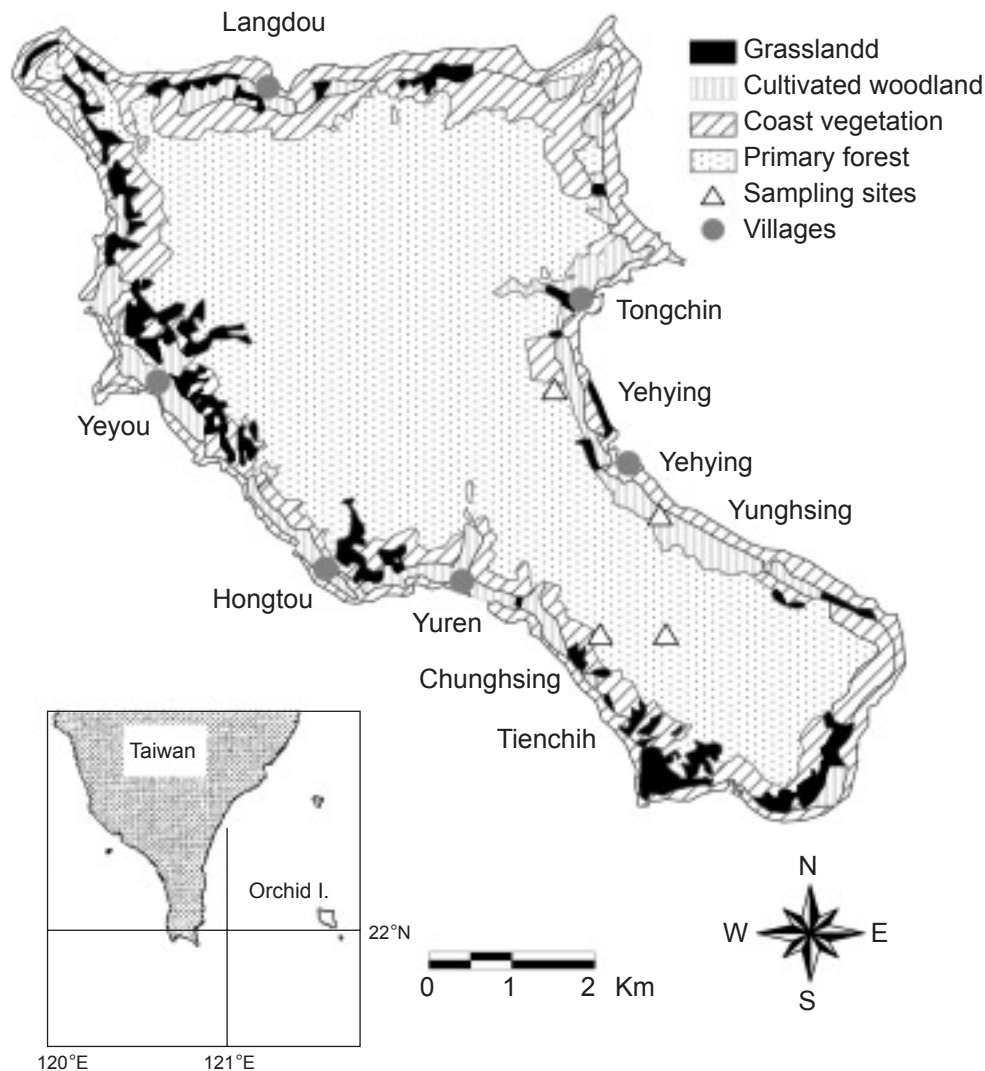 Langdou
Grasslandd
Cultivated woodland
Coast vegetation
Primary forest
Sampling sites
Villages
Tongchin
Yehying
Yeyou
Yehying
Yunghsing
Hongtou
Yuren
Chunghsing
Tienchih
Taiwan
Orchid I.
22°N
120°E
121°E
0 1 2 Km
N
W E
S